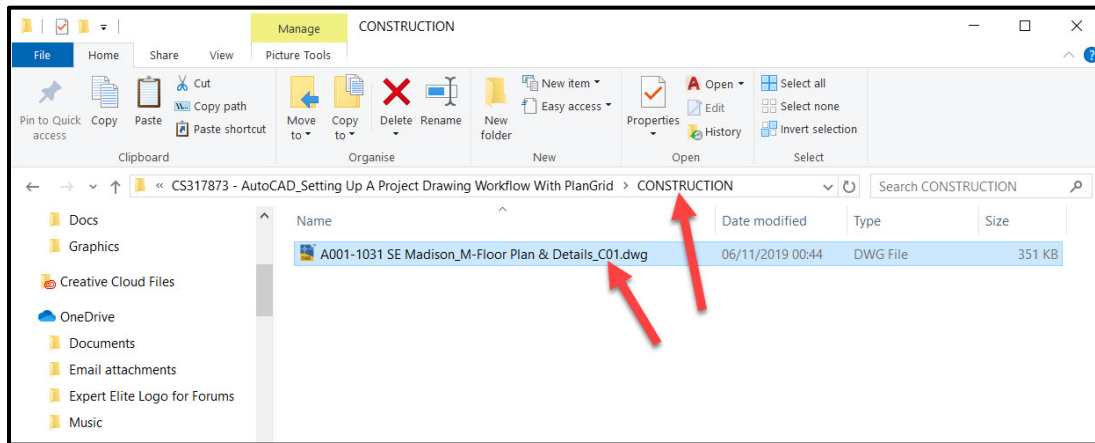 Manage CONSTRUCTION
File Home Share View Picture Tools
Pin to Quick access
Copy
Paste
Cut
Copy path
Paste shortcut
Clipboard
Move to
Copy to
Delete
Rename
Organise
New folder
New item
Easy access
New
Properties
Open
Edit
History
Open
Select all
Select none
Invert selection
Select
« CS317873 - AutoCAD_Setting Up A Project Drawing Workflow With PlanGrid > CONSTRUCTION
Search CONSTRUCTION
Docs
Graphics
Creative Cloud Files
OneDrive
Documents
Email attachments
Expert Elite Logo for Forums
Music
Name Date modified Type Size
A001-1031 SE Madison_M-Floor Plan & Details_C01.dwg 06/11/2019 00:44 DWG File 351 KB